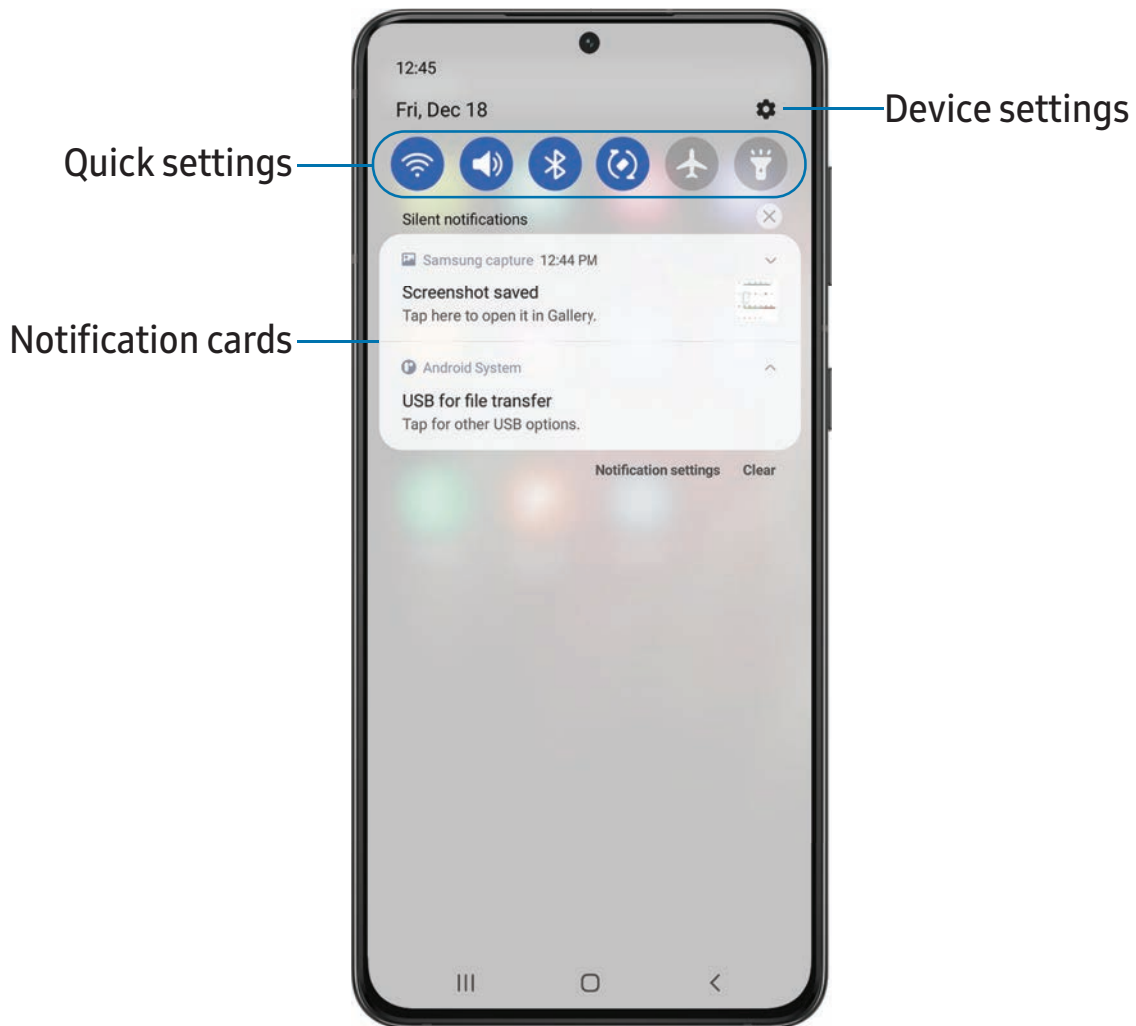 12:45
Fri, Dec 18
Device settings
Quick settings
Silent notifications
Samsung capture 12:44 PM
Screenshot saved
Tap here to open it in Gallery.
Notification cards
Android System
USB for file transfer
Tap for other USB options.
Notification settings Clear